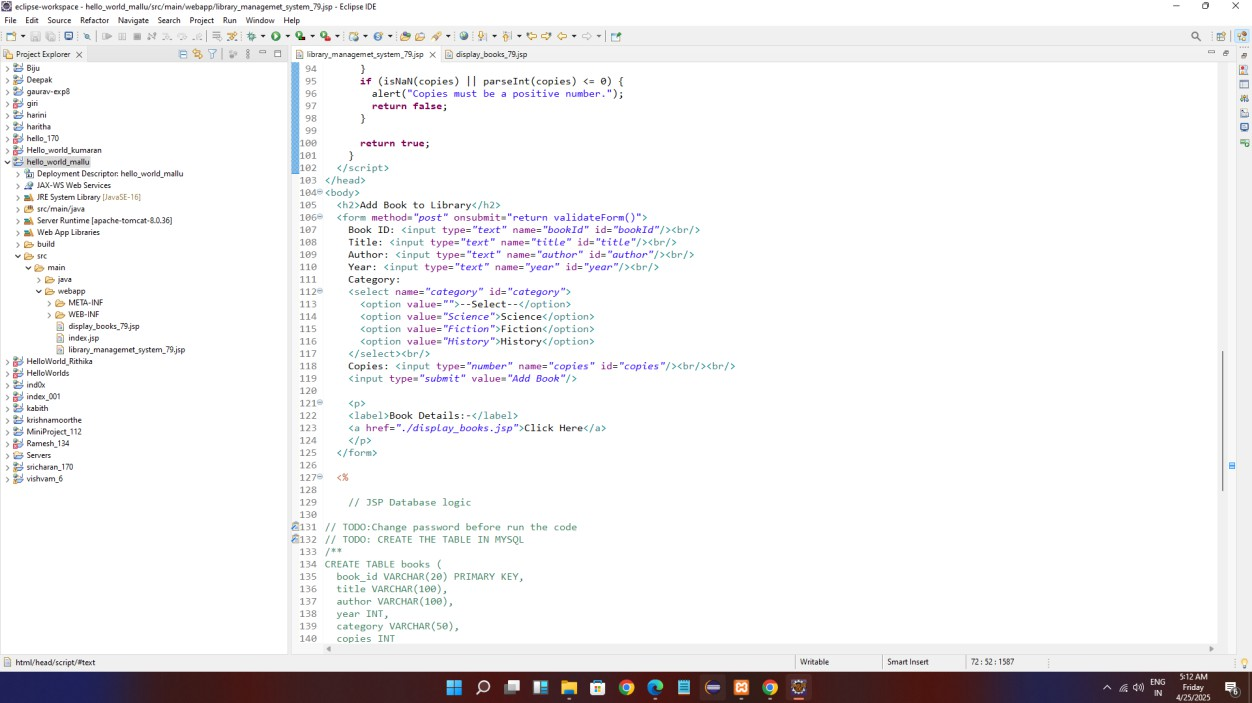 eclipse-workspace - hello_world_mallu/src/main/webapp/library_managemet_system_79.jsp - Eclipse IDE
File Edit Source Refactor Navigate Search Project Run Window Help
Project Explorer
Biju
Deepak
gaurav-exp8
giri
harini
haritha
hello_170
Hello_world_kumaran
hello_world_mallu
Deployment Descriptor: hello_world_mallu
JAX-WS Web Services
JRE System Library [JavaSE-16]
src/main/java
Server Runtime [apache-tomcat-8.0.36]
Web App Libraries
build
src
main
java
webapp
META-INF
WEB-INF
display_books_79.jsp
index.jsp
library_managemet_system_79.jsp
HelloWorld_Rithika
HelloWorlds
ind0x
index_001
kabith
krishnamoorthe
MiniProject_112
Ramesh_134
Servers
sricharan_170
vishvam_6
library_managemet_system_79.jsp display_books_79.jsp
94 }
95 if (isNaN(copies) || parseInt(copies) <= 0) {
96 alert("Copies must be a positive number.");
97 return false;
98 }
99
100 return true;
101 }
102 </script>
103 </head>
104 <body>
105 <h2>Add Book to Library</h2>
106 <form method="post" onsubmit="return validateForm()">
107 Book ID: <input type="text" name="bookId" id="bookId"/><br/>
108 Title: <input type="text" name="title" id="title"/><br/>
109 Author: <input type="text" name="author" id="author"/><br/>
110 Year: <input type="text" name="year" id="year"/><br/>
111 Category:
112 <select name="category" id="category">
113 <option value="">--Select--</option>
114 <option value="Science">Science</option>
115 <option value="Fiction">Fiction</option>
116 <option value="History">History</option>
117 </select><br/>
118 Copies: <input type="number" name="copies" id="copies"/><br/><br/>
119 <input type="submit" value="Add Book"/>
120
121 <p>
122 <label>Book Details:-</label>
123 <a href="./display_books.jsp">Click Here</a>
124 </p>
125 </form>
126
127 <%
128
129 // JSP Database logic
130
131 // TODO:Change password before run the code
132 // TODO: CREATE THE TABLE IN MYSQL
133 /**
134 CREATE TABLE books (
135 book_id VARCHAR(20) PRIMARY KEY,
136 title VARCHAR(100),
137 author VARCHAR(100),
138 year INT,
139 category VARCHAR(50),
140 copies INT
html/head/script/#text Writable Smart Insert 72 : 52 : 1587
ENG IN
5:12 AM
Friday
4/25/2025
6